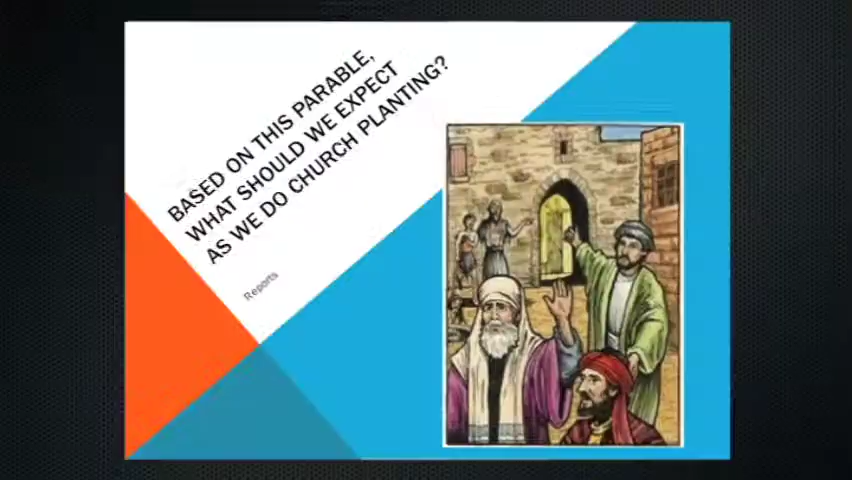 BASED ON THIS PARABLE,
WHAT SHOULD WE EXPECT
AS WE DO CHURCH PLANTING?
Reports